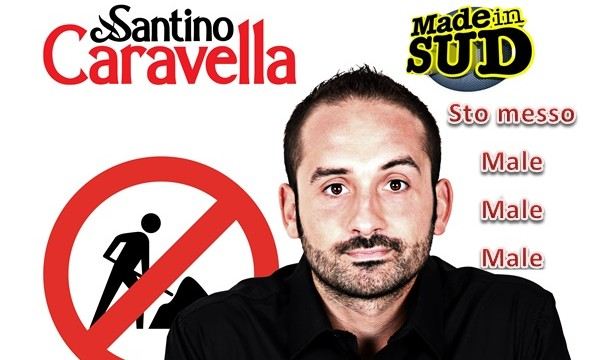 Santino
Caravella
Made in
SUD
Sto messo
Male
Male
Male